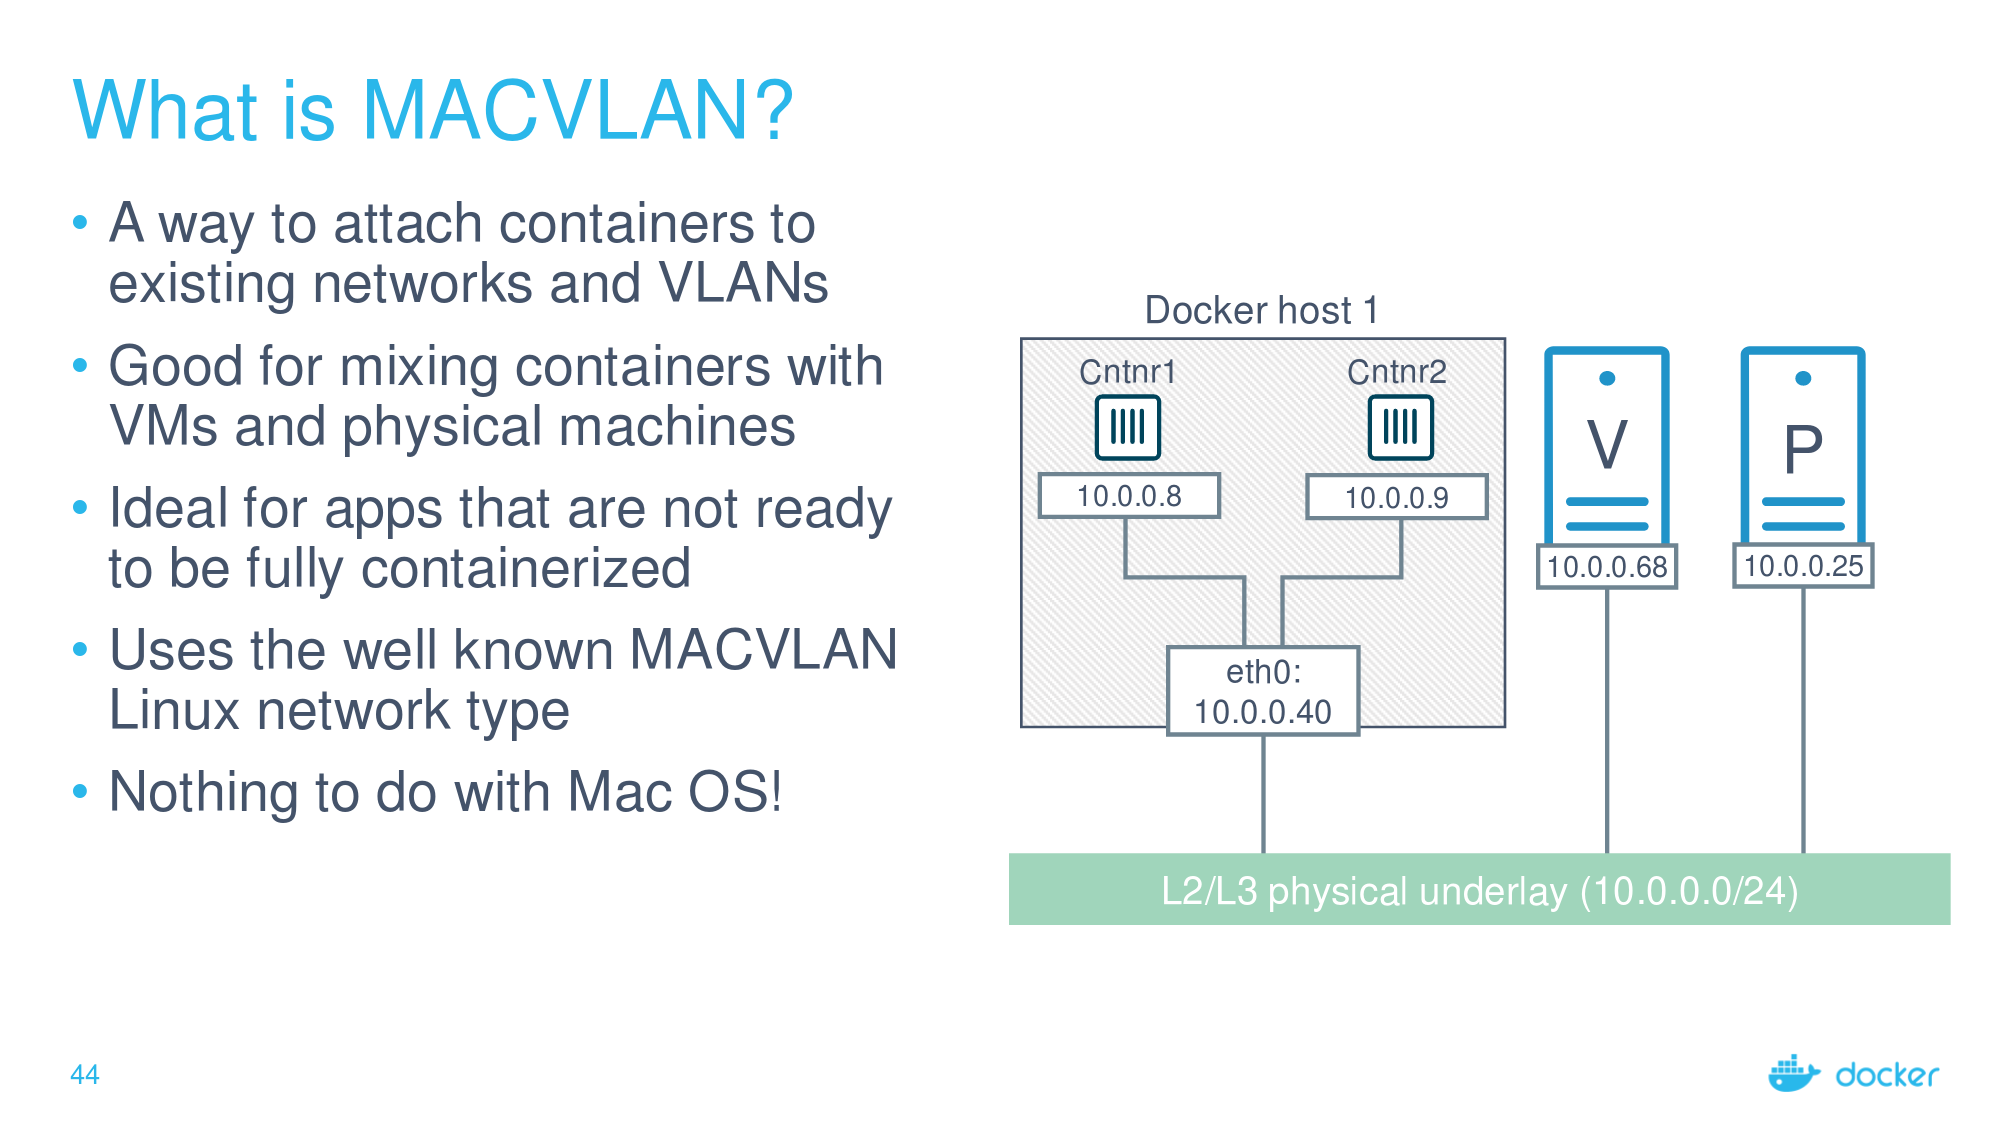 What is MACVLAN?
• A way to attach containers to
existing networks and VLANs
• Good for mixing containers with
VMs and physical machines
• Ideal for apps that are not ready
to be fully containerized
• Uses the well known MACVLAN
Linux network type
• Nothing to do with Mac OS!
Docker host 1
Cntnr1
Cntnr2
10.0.0.8
10.0.0.9
eth0:
10.0.0.40
V
10.0.0.68
P
10.0.0.25
L2/L3 physical underlay (10.0.0.0/24)
44
docker